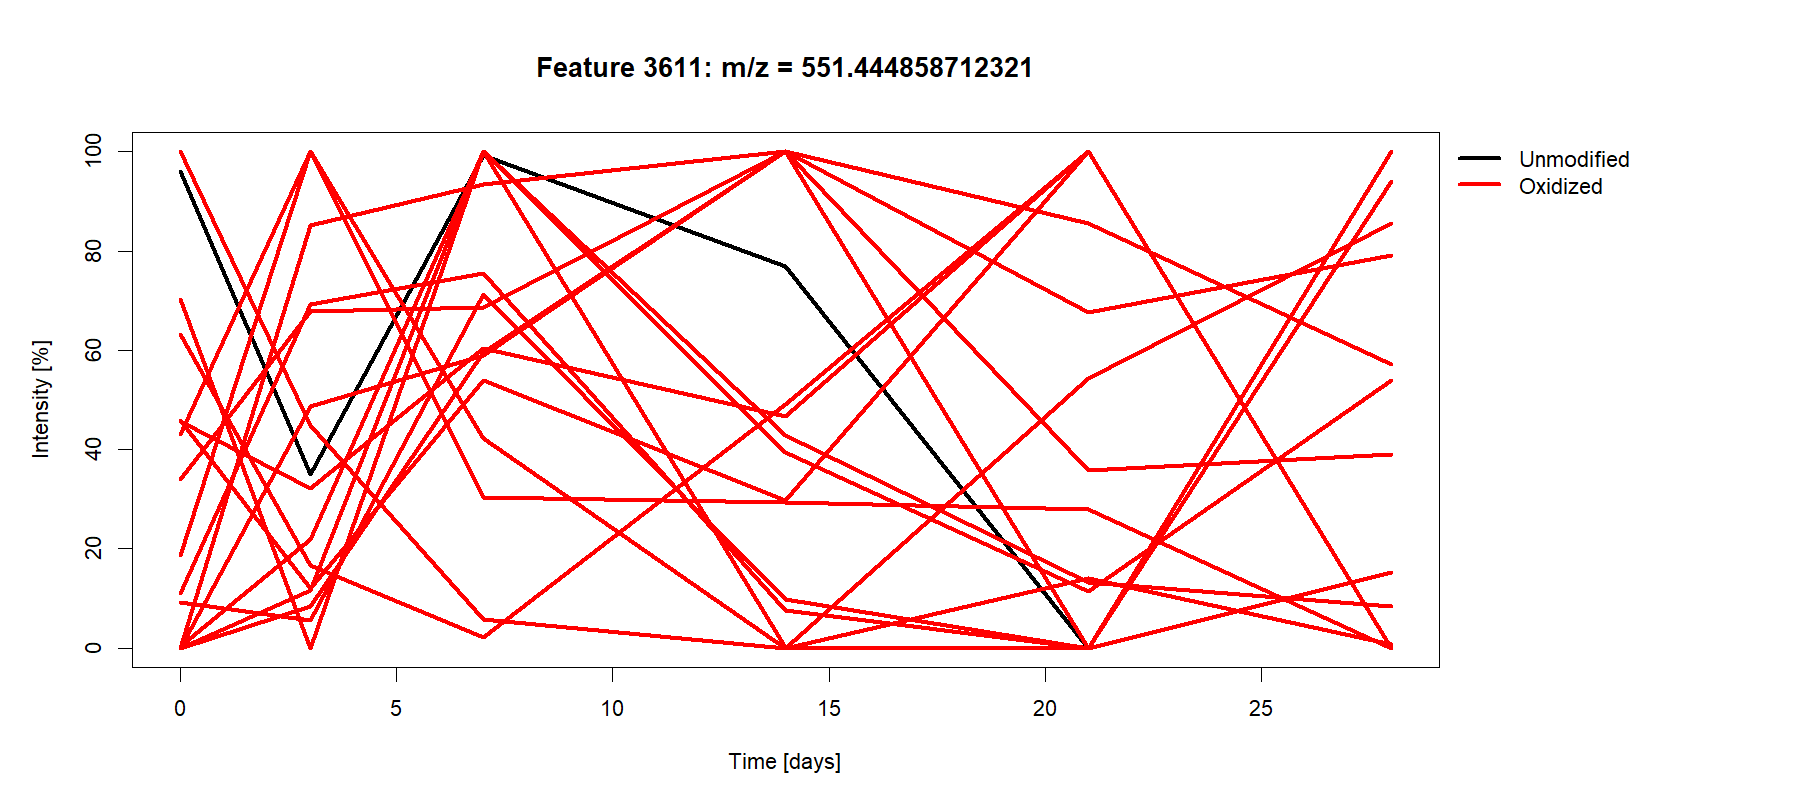 Feature 3611: m/z = 551.444858712321
Unmodified
Oxidized
Intensity [%]
100
80
60
40
20
0
0 5 10 15 20 25
Time [days]